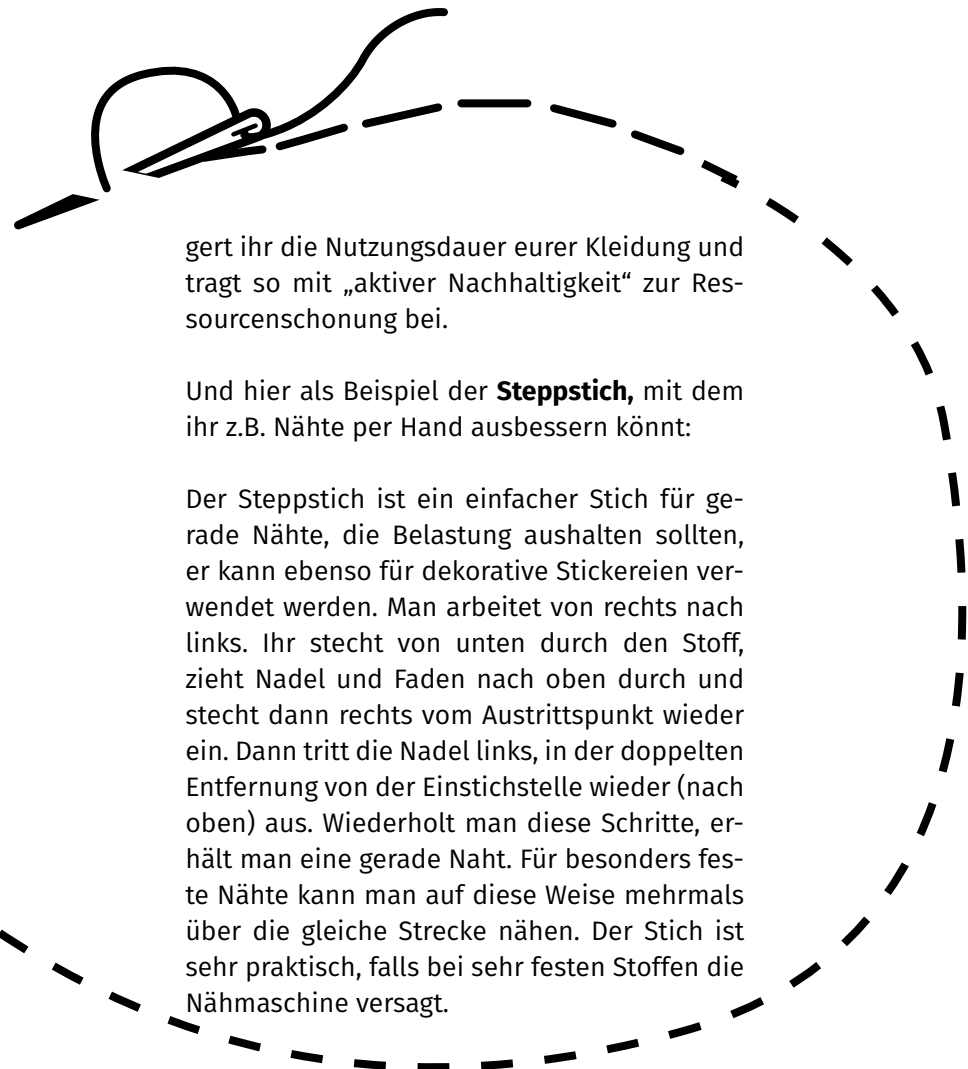 gert ihr die Nutzungsdauer eurer Kleidung und
tragt so mit „aktiver Nachhaltigkeit“ zur Res-
sourcenschonung bei.
Und hier als Beispiel der Steppstich, mit dem
ihr z.B. Nähte per Hand ausbessern könnt:
Der Steppstich ist ein einfacher Stich für ge-
rade Nähte, die Belastung aushalten sollten,
er kann ebenso für dekorative Stickereien ver-
wendet werden. Man arbeitet von rechts nach
links. Ihr stecht von unten durch den Stoff,
zieht Nadel und Faden nach oben durch und
stecht dann rechts vom Austrittspunkt wieder
ein. Dann tritt die Nadel links, in der doppelten
Entfernung von der Einstichstelle wieder (nach
oben) aus. Wiederholt man diese Schritte, er-
hält man eine gerade Naht. Für besonders fes-
te Nähte kann man auf diese Weise mehrmals
über die gleiche Strecke nähen. Der Stich ist
sehr praktisch, falls bei sehr festen Stoffen die
Nähmaschine versagt.